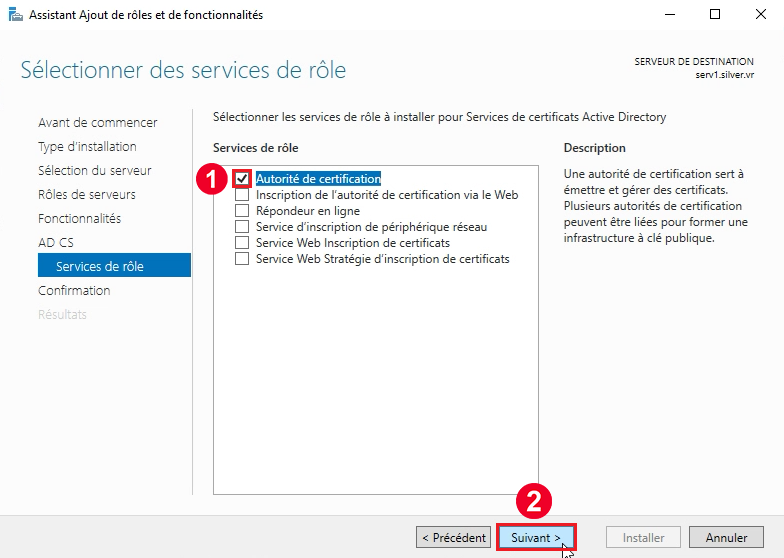 Assistant Ajout de rôles et de fonctionnalités
Sélectionner des services de rôle
SERVEUR DE DESTINATION
serv1.silver.vr
Avant de commencer
Type d'installation
Sélection du serveur
Rôles de serveurs
Fonctionnalités
AD CS
Services de rôle
Confirmation
Résultats
Sélectionner les services de rôle à installer pour Services de certificats Active Directory
Services de rôle
1
Autorité de certification
Inscription de l'autorité de certification via le Web
Répondeur en ligne
Service d'inscription de périphérique réseau
Service Web Inscription de certificats
Service Web Stratégie d'inscription de certificats
Description
Une autorité de certification sert à
émettre et gérer des certificats.
Plusieurs autorités de certification
peuvent être liées pour former une
infrastructure à clé publique.
2
< Précédent
Suivant >
Installer
Annuler